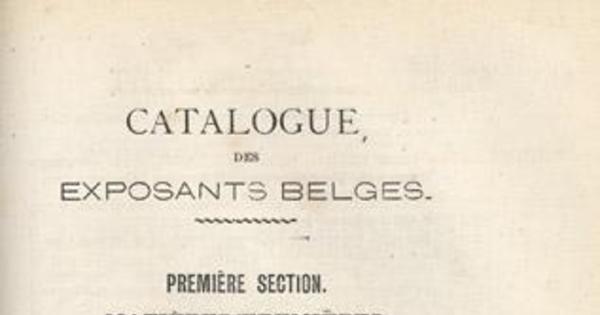 CATALOGUE,
DES
EXPOSANTS BELGES.
PREMIÈRE SECTION.